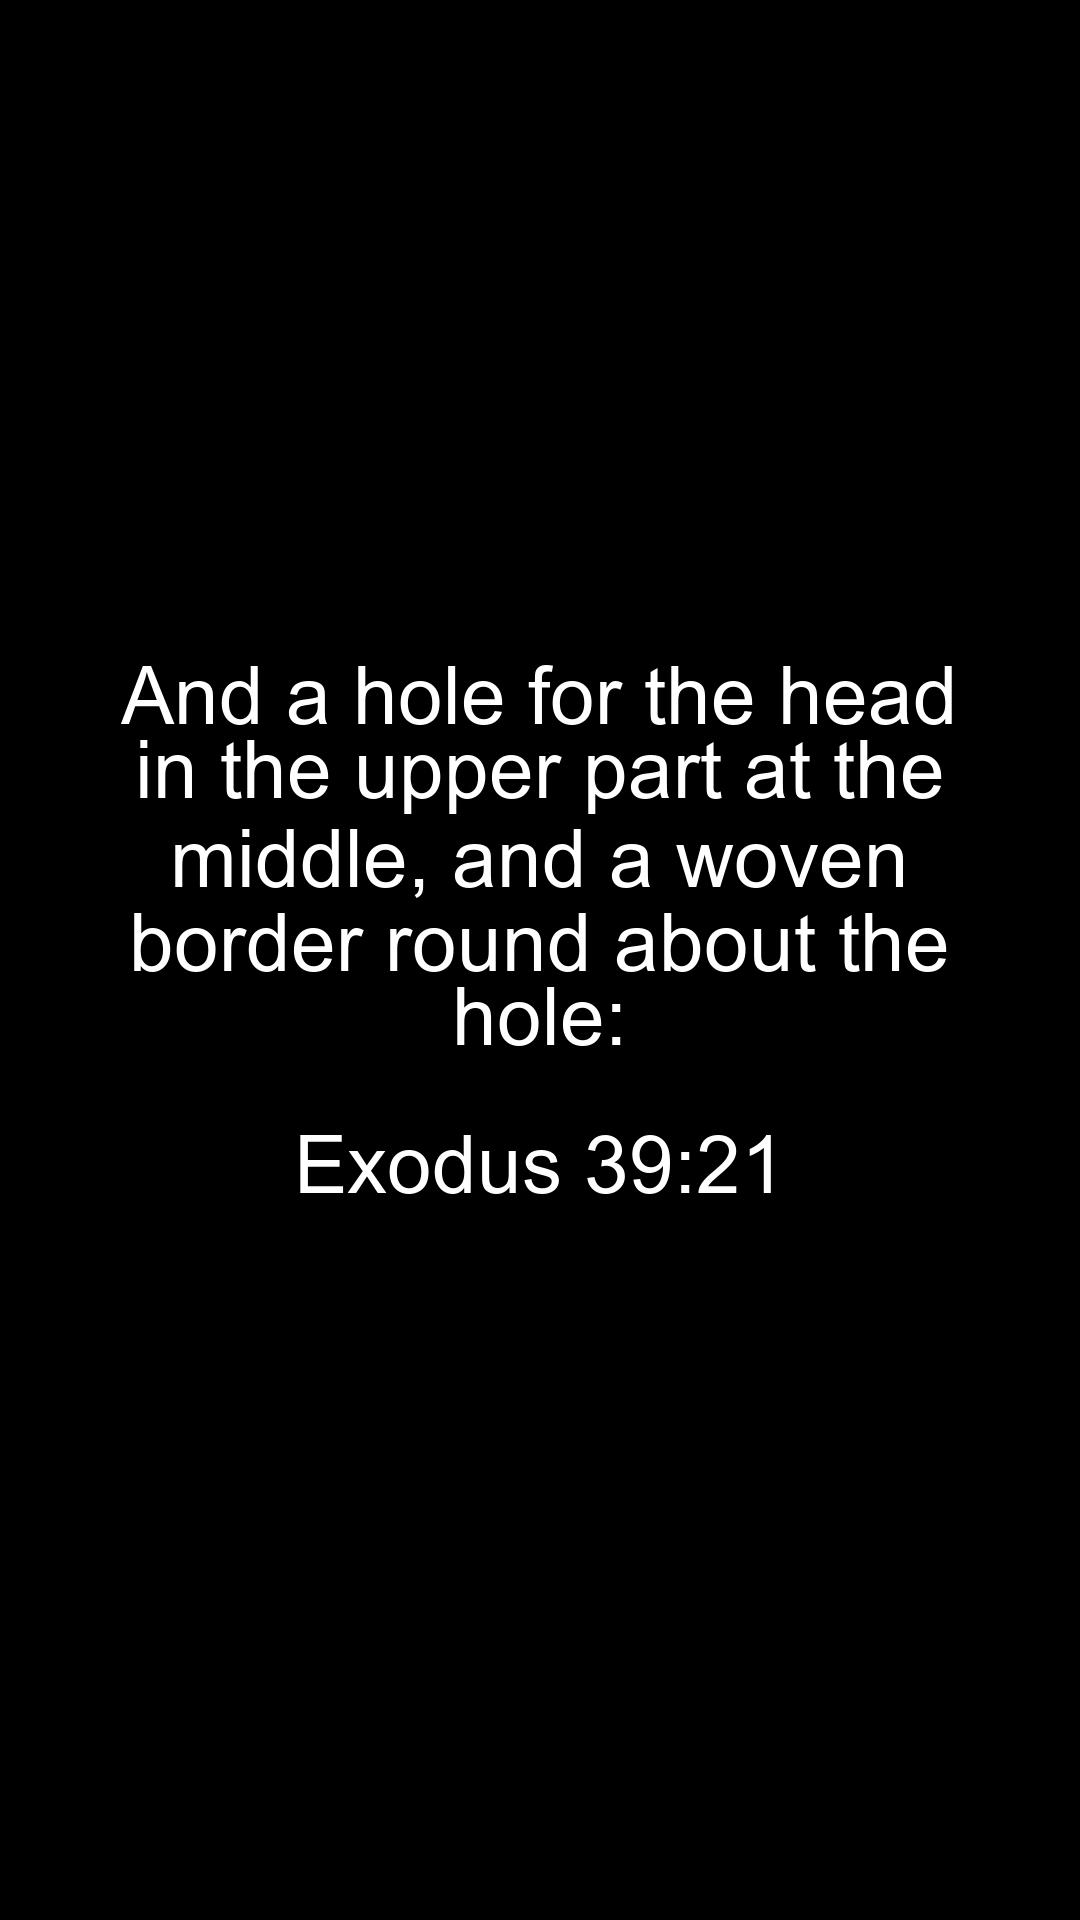 And a hole for the head
in the upper part at the
middle, and a woven
border round about the
hole:
Exodus 39:21